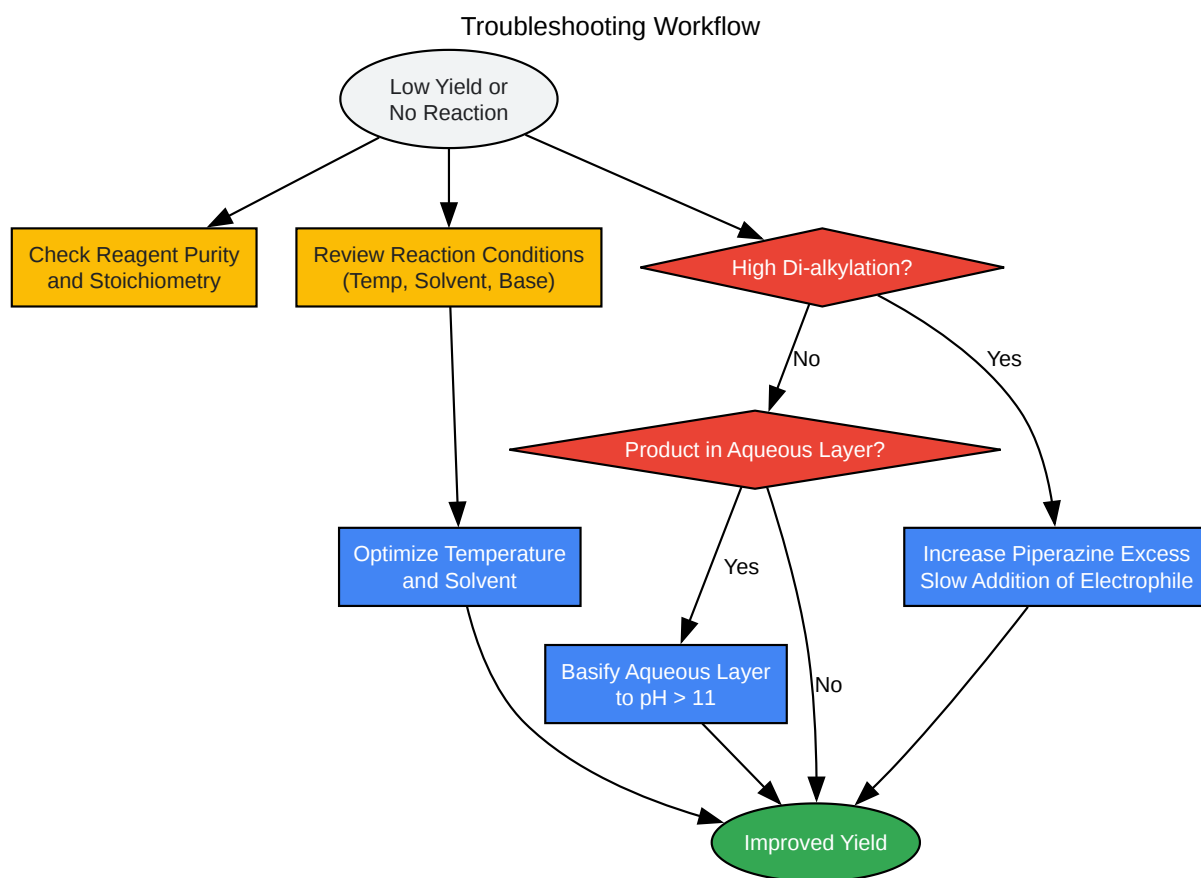 Troubleshooting Workflow
Low Yield or
No Reaction
Check Reagent Purity
and Stoichiometry
Review Reaction Conditions
(Temp, Solvent, Base)
High Di-alkylation?
No
Yes
Product in Aqueous Layer?
Optimize Temperature
and Solvent
Yes
Increase Piperazine Excess
Slow Addition of Electrophile
Basify Aqueous Layer
to pH > 11
No
Improved Yield